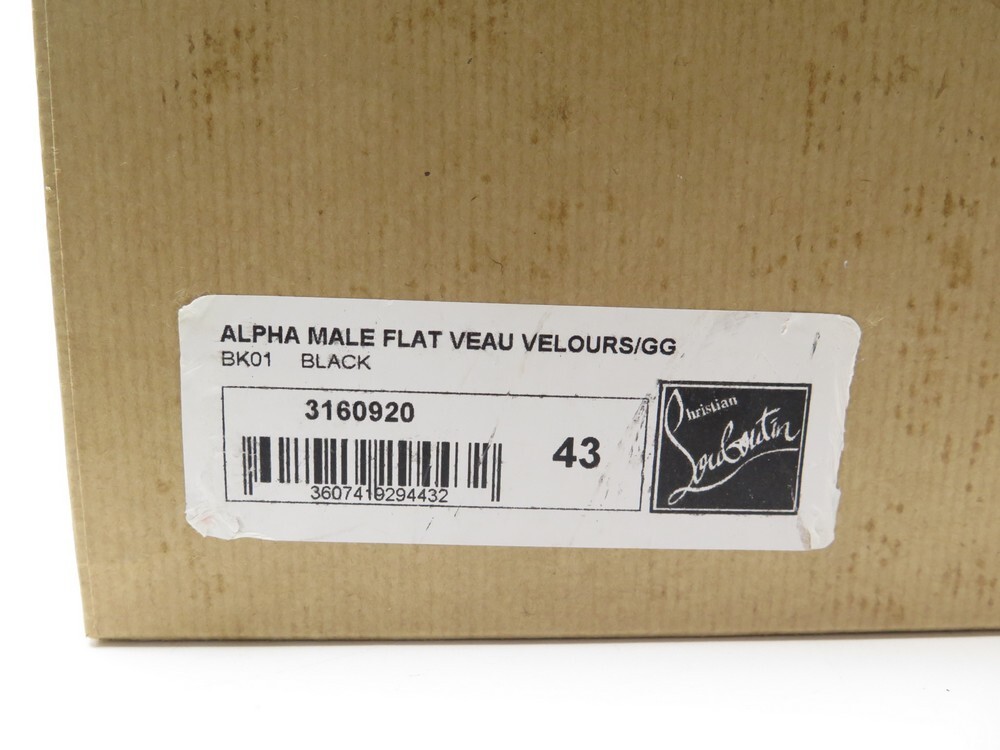 ALPHA MALE FLAT VEAU VELOURS/GG
BK01 BLACK
3160920
3607419294432
43
Christian
Louboutin